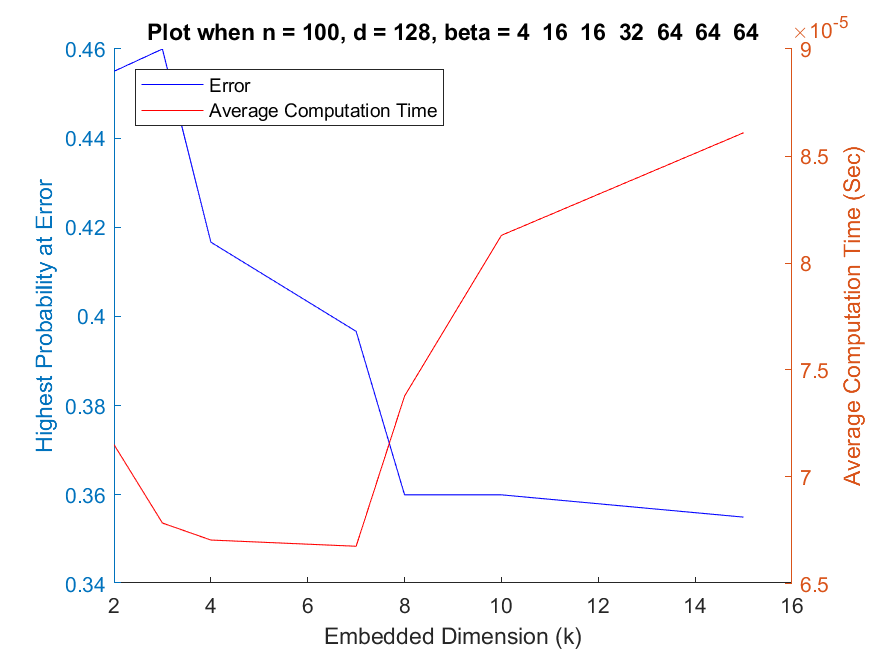 Plot when n = 100, d = 128, beta = 4  16  16  32  64  64  64
×10-5
Error
Average Computation Time
Highest Probability at Error
0.46
0.44
0.42
0.4
0.38
0.36
0.34
9
8.5
8
7.5
7
6.5
Average Computation Time (Sec)
2 4 6 8 10 12 14 16
Embedded Dimension (k)